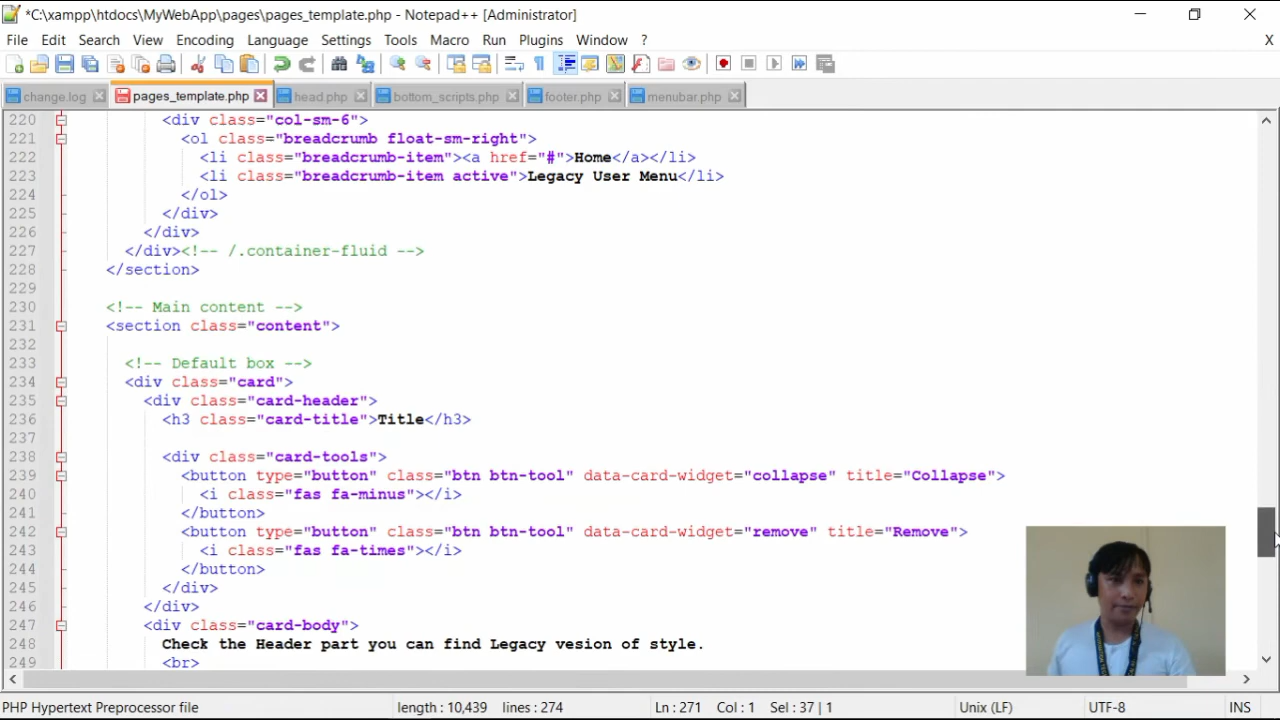 *C:\xampp\htdocs\MyWebApp\pages\pages_template.php - Notepad++ [Administrator]
File Edit Search View Encoding Language Settings Tools Macro Run Plugins Window ? X
change.log pages_template.php head.php bottom_scripts.php footer.php menubar.php
220 <div class="col-sm-6">
221 <ol class="breadcrumb float-sm-right">
222 <li class="breadcrumb-item"><a href="#">Home</a></li>
223 <li class="breadcrumb-item active">Legacy User Menu</li>
224 </ol>
225 </div>
226 </div>
227 </div><!-- /.container-fluid -->
228 </section>
229
230 <!-- Main content -->
231 <section class="content">
232
233 <!-- Default box -->
234 <div class="card">
235 <div class="card-header">
236 <h3 class="card-title">Title</h3>
237
238 <div class="card-tools">
239 <button type="button" class="btn btn-tool" data-card-widget="collapse" title="Collapse">
240 <i class="fas fa-minus"></i>
241 </button>
242 <button type="button" class="btn btn-tool" data-card-widget="remove" title="Remove">
243 <i class="fas fa-times"></i>
244 </button>
245 </div>
246 </div>
247 <div class="card-body">
248 Check the Header part you can find Legacy vesion of style.
249 <br>
PHP Hypertext Preprocessor file length : 10,439 lines : 274 Ln : 271 Col : 1 Sel : 37 | 1 Unix (LF) UTF-8 INS